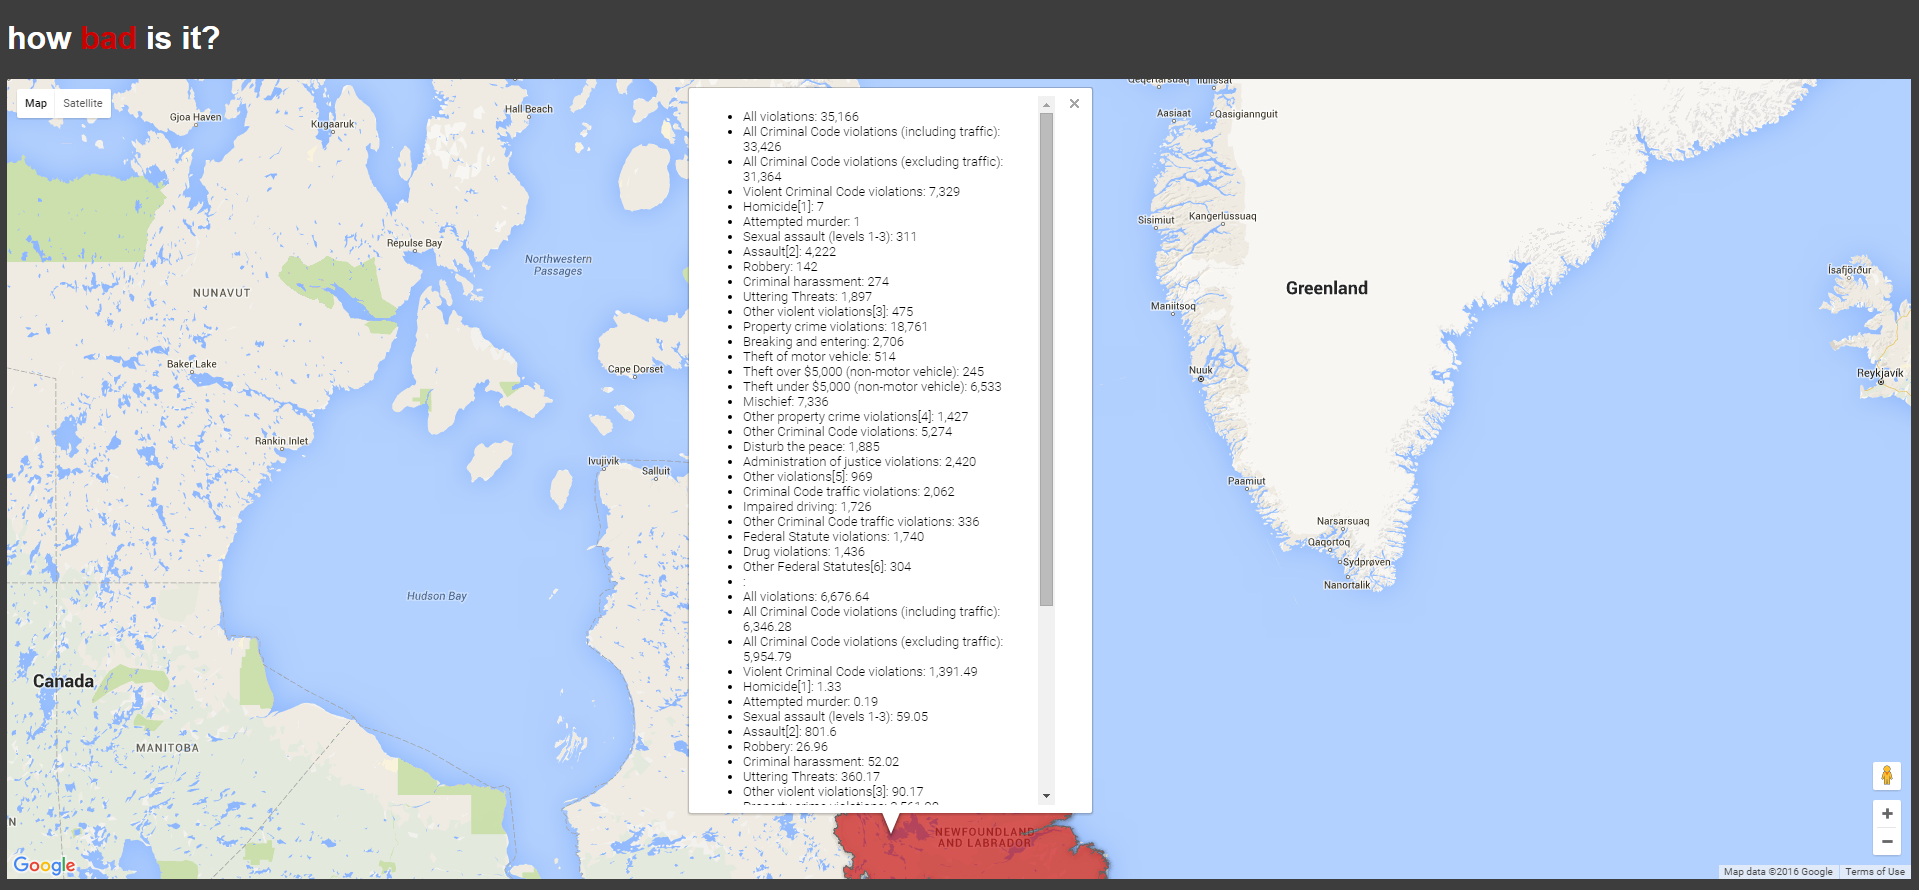 how bad is it?
Map
Satellite
Gjoa Haven
Kugaaruk
Hall Beach
Repulse Bay
NUNAVUT
Northwestern
Passages
Baker Lake
Cape Dorset
Rankin Inlet
Ivujivik
Salluit
Hudson Bay
Canada
MANITOBA
All violations: 35,166
All Criminal Code violations (including traffic):
33,426
All Criminal Code violations (excluding traffic):
31,364
Violent Criminal Code violations: 7,329
Homicide[1]: 7
Attempted murder: 1
Sexual assault (levels 1-3): 311
Assault[2]: 4,222
Robbery: 142
Criminal harassment: 274
Uttering Threats: 1,897
Other violent violations[3]: 475
Property crime violations: 18,761
Breaking and entering: 2,706
Theft of motor vehicle: 514
Theft over $5,000 (non-motor vehicle): 245
Theft under $5,000 (non-motor vehicle): 6,533
Mischief: 7,336
Other property crime violations[4]: 1,427
Other Criminal Code violations: 5,274
Disturb the peace: 1,885
Administration of justice violations: 2,420
Other violations[5]: 969
Criminal Code traffic violations: 2,062
Impaired driving: 1,726
Other Criminal Code traffic violations: 336
Federal Statute violations: 1,740
Drug violations: 1,436
Other Federal Statutes[6]: 304
:
All violations: 6,676.64
All Criminal Code violations (including traffic):
6,346.28
All Criminal Code violations (excluding traffic):
5,954.79
Violent Criminal Code violations: 1,391.49
Homicide[1]: 1.33
Attempted murder: 0.19
Sexual assault (levels 1-3): 59.05
Assault[2]: 801.6
Robbery: 26.96
Criminal harassment: 52.02
Uttering Threats: 360.17
Other violent violations[3]: 90.17
NEWFOUNDLAND
AND LABRADOR
Qeqertarsuaq
Ilulissat
Aasiaat
Qasigiannguit
Sisimiut
Kangerlussuaq
Greenland
Maniitsoq
Nuuk
Paamiut
Narsarsuaq
Qaqortoq
Sydprøven
Nanortalik
Ísafjörður
Reykjavík
Google
Map data ©2016 Google
Terms of Use